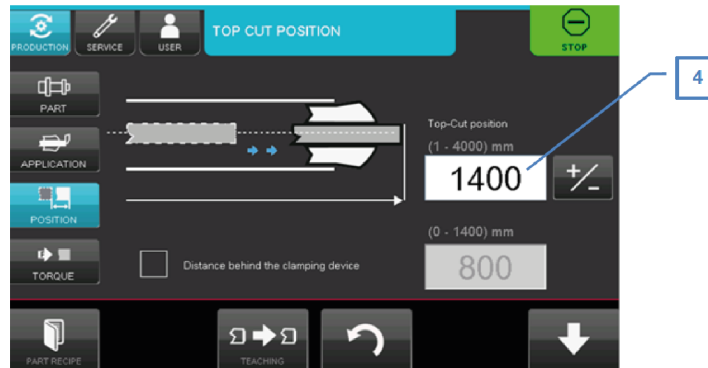 PRODUCTION
SERVICE
USER
TOP CUT POSITION
STOP
4
PART
APPLICATION
POSITION
TORQUE
Top-Cut position
(1 - 4000) mm
1400
+/-
(0 - 1400) mm
800
Distance behind the clamping device
PART RECIPE
TEACHING